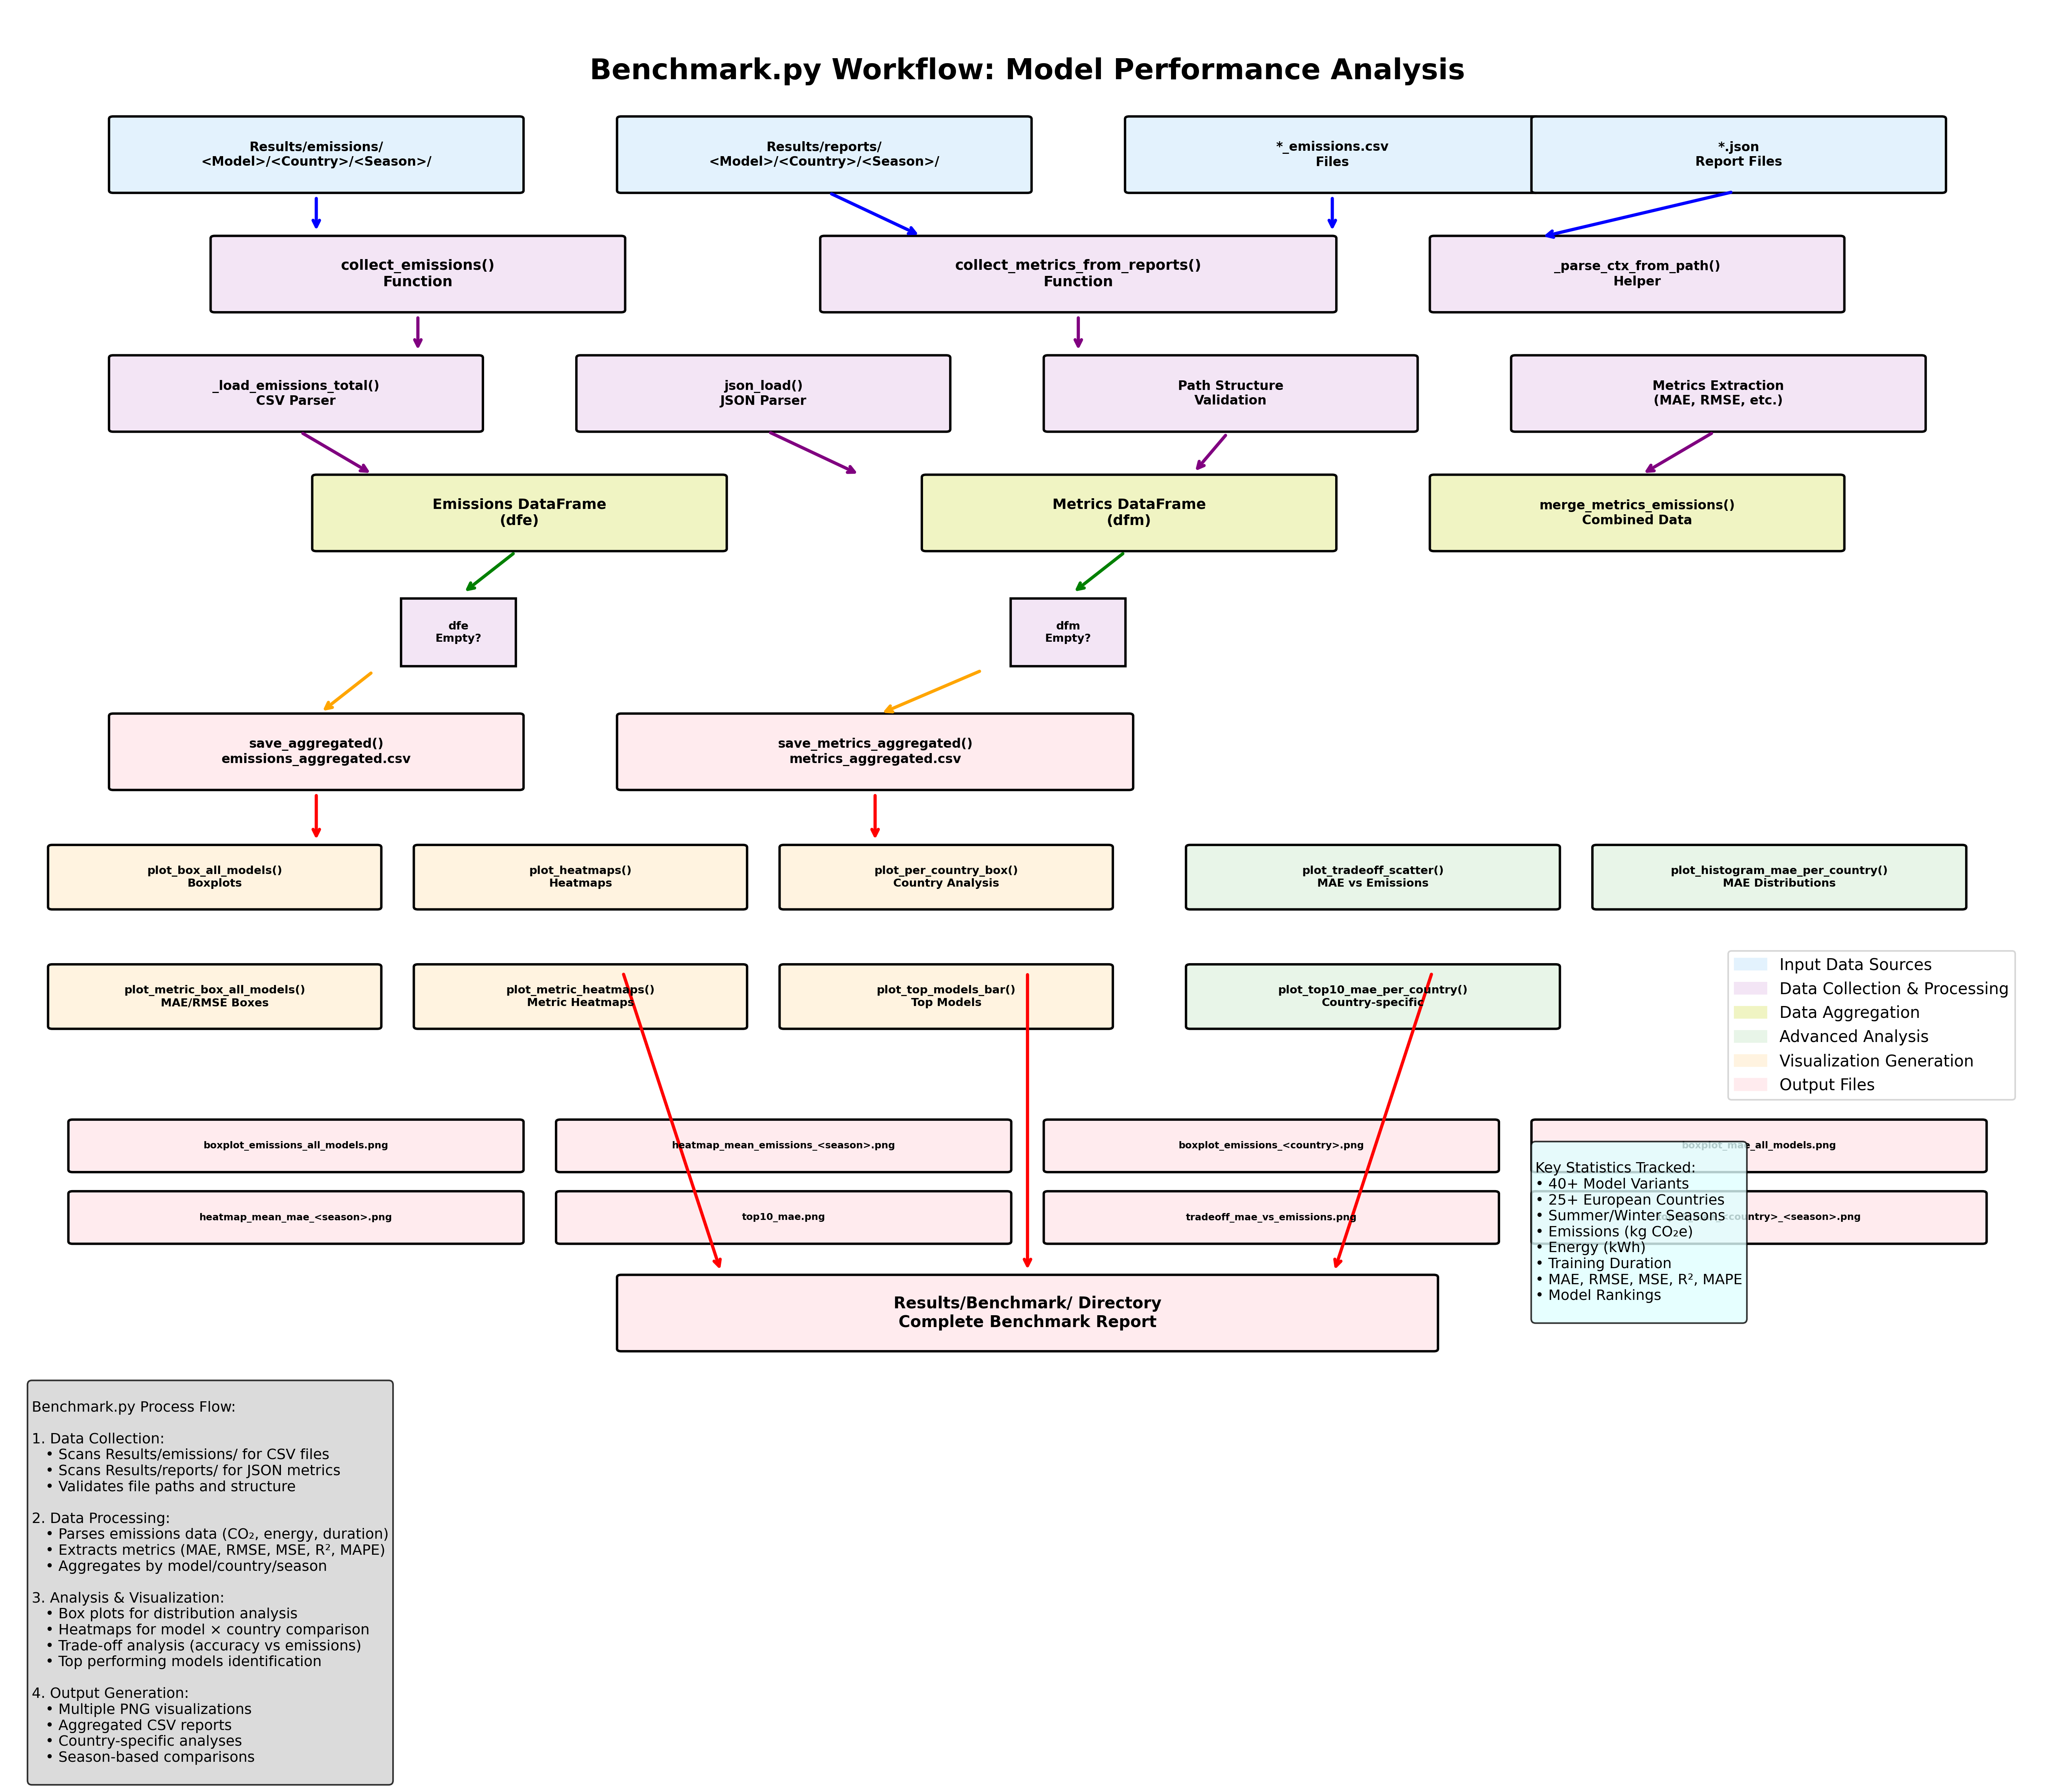 Benchmark.py Workflow: Model Performance Analysis
Results/emissions/
<Model>/<Country>/<Season>/
Results/reports/
<Model>/<Country>/<Season>/
*_emissions.csv
Files
*.json
Report Files
collect_emissions()
Function
collect_metrics_from_reports()
Function
_parse_ctx_from_path()
Helper
_load_emissions_total()
CSV Parser
json_load()
JSON Parser
Path Structure
Validation
Metrics Extraction
(MAE, RMSE, etc.)
Emissions DataFrame
(dfe)
Metrics DataFrame
(dfm)
merge_metrics_emissions()
Combined Data
dfe
Empty?
dfm
Empty?
save_aggregated()
emissions_aggregated.csv
save_metrics_aggregated()
metrics_aggregated.csv
plot_box_all_models()
Boxplots
plot_heatmaps()
Heatmaps
plot_per_country_box()
Country Analysis
plot_tradeoff_scatter()
MAE vs Emissions
plot_histogram_mae_per_country()
MAE Distributions
plot_metric_box_all_models()
MAE/RMSE Boxes
plot_metric_heatmaps()
Metric Heatmaps
plot_top_models_bar()
Top Models
plot_top10_mae_per_country()
Country-specific
Input Data Sources
Data Collection & Processing
Data Aggregation
Advanced Analysis
Visualization Generation
Output Files
boxplot_emissions_all_models.png
heatmap_mean_emissions_<season>.png
boxplot_emissions_<country>.png
boxplot_mae_all_models.png
heatmap_mean_mae_<season>.png
top10_mae.png
tradeoff_mae_vs_emissions.png
<country>_<season>.png
Key Statistics Tracked:
• 40+ Model Variants
• 25+ European Countries
• Summer/Winter Seasons
• Emissions (kg CO₂e)
• Energy (kWh)
• Training Duration
• MAE, RMSE, MSE, R², MAPE
• Model Rankings
Results/Benchmark/ Directory
Complete Benchmark Report
Benchmark.py Process Flow:
1. Data Collection:
• Scans Results/emissions/ for CSV files
• Scans Results/reports/ for JSON metrics
• Validates file paths and structure
2. Data Processing:
• Parses emissions data (CO₂, energy, duration)
• Extracts metrics (MAE, RMSE, MSE, R², MAPE)
• Aggregates by model/country/season
3. Analysis & Visualization:
• Box plots for distribution analysis
• Heatmaps for model × country comparison
• Trade-off analysis (accuracy vs emissions)
• Top performing models identification
4. Output Generation:
• Multiple PNG visualizations
• Aggregated CSV reports
• Country-specific analyses
• Season-based comparisons